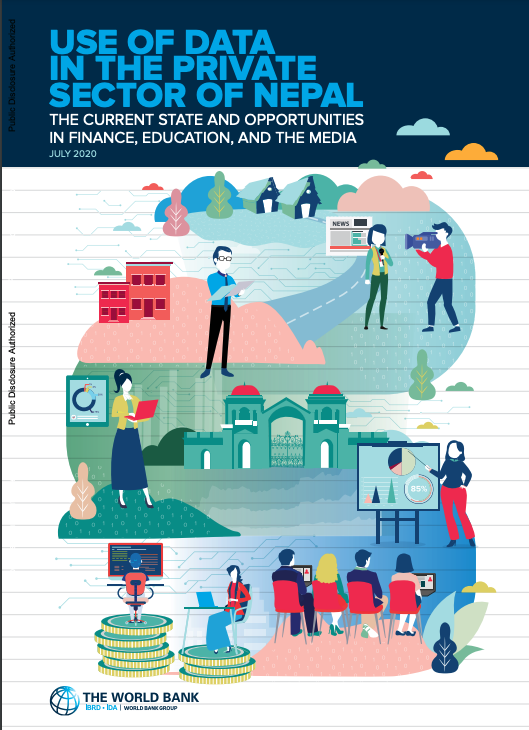 Public Disclosure Authorized
USE OF DATA
IN THE PRIVATE
SECTOR OF NEPAL
THE CURRENT STATE AND OPPORTUNITIES
IN FINANCE, EDUCATION, AND THE MEDIA
JULY 2020
NEWS
Public Disclosure Authorized
85%
THE WORLD BANK
IBRD • IDA | WORLD BANK GROUP